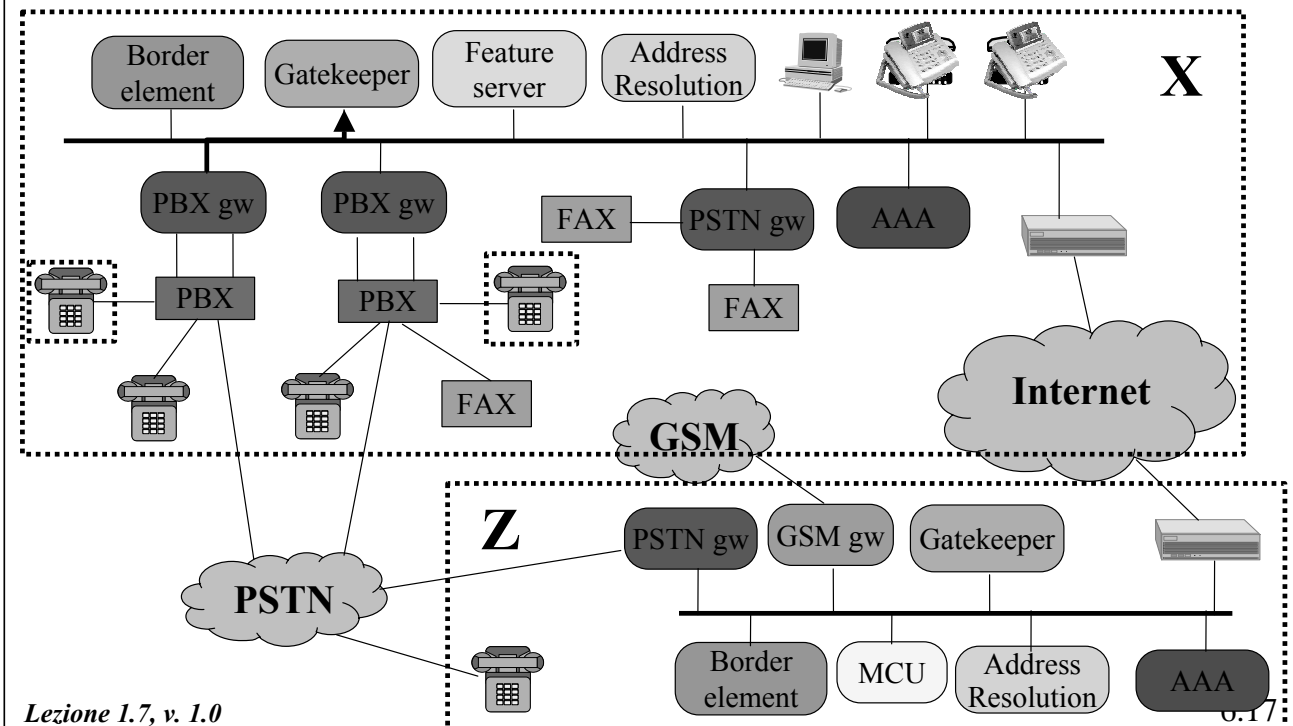 Border
element
Gatekeeper
Feature
server
Address
Resolution
X
PBX gw
PBX gw
FAX
PSTN gw
AAA
PBX
PBX
FAX
FAX
Internet
GSM
Z
PSTN gw
GSM gw
Gatekeeper
PSTN
Border
element
MCU
Address
Resolution
AAA
Lezione 1.7, v. 1.0
6.17